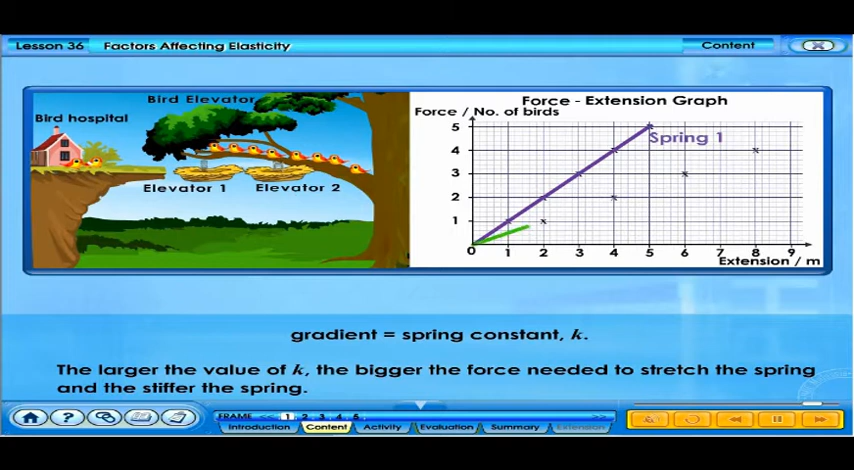 Lesson 36 Factors Affecting Elasticity Content
Bird Elevator
Bird hospital
Elevator 1 Elevator 2
Force - Extension Graph
Force / No. of birds
5
4
3
2
1
Spring 1
0 1 2 3 4 5 6 7 8 9
Extension / m
gradient = spring constant, k.
The larger the value of k, the bigger the force needed to stretch the spring
and the stiffer the spring.
FRAME << 1 2 3 4 5 >>
Introduction Content Activity Evaluation Summary Extension